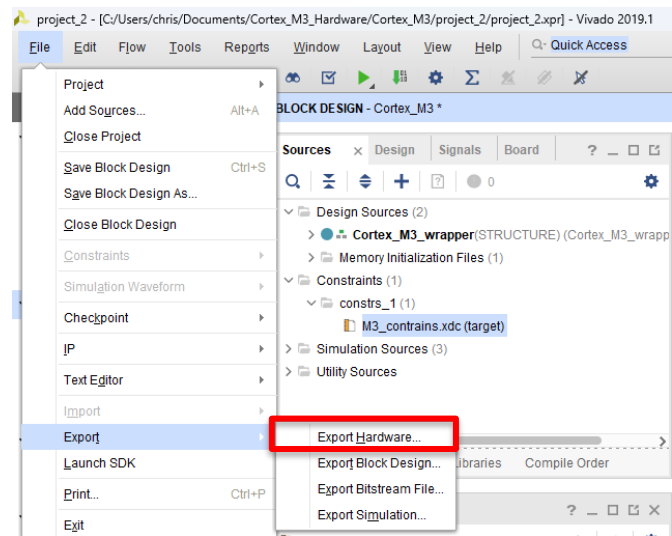 project_2 - [C:/Users/chris/Documents/Cortex_M3_Hardware/Cortex_M3/project_2/project_2.xpr] - Vivado 2019.1
File Edit Flow Tools Reports Window Layout View Help Quick Access
BLOCK DESIGN - Cortex_M3 *
Project
Add Sources... Alt+A
Close Project
Save Block Design Ctrl+S
Save Block Design As...
Close Block Design
Constraints
Simulation Waveform
Checkpoint
IP
Text Editor
Import
Export
Launch SDK
Print... Ctrl+P
Exit
Export Hardware...
Export Block Design...
Export Bitstream File...
Export Simulation...
Sources Design Signals Board ? _
0
Design Sources (2)
Cortex_M3_wrapper(STRUCTURE) (Cortex_M3_wrapp
Memory Initialization Files (1)
Constraints (1)
constrs_1 (1)
M3_contrains.xdc (target)
Simulation Sources (3)
Utility Sources
ibraries Compile Order
? _